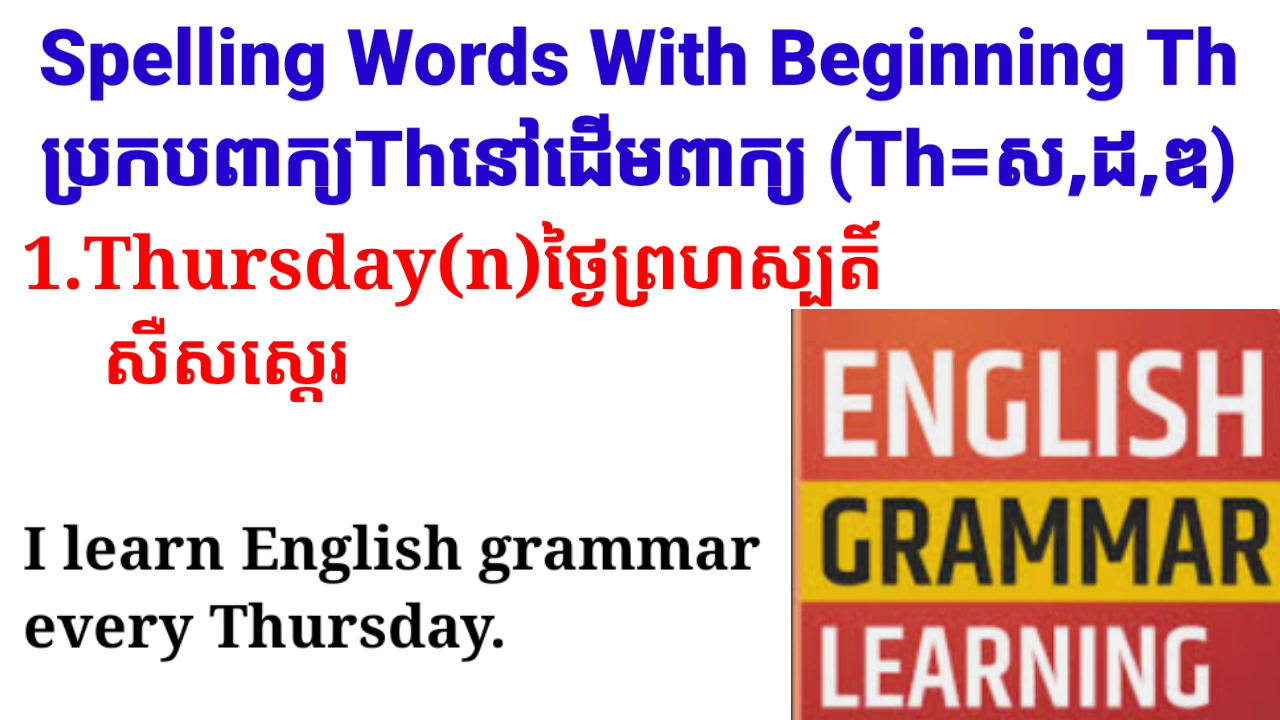 Spelling Words With Beginning Th
ប្រកបពាក្យThនៅដើមពាក្យ (Th=ស,ដ,ឌ)
1.Thursday(n)ថ្ងៃព្រហស្បតិ៍
សឺសស្តេរ
I learn English grammar
every Thursday.
ENGLISH
GRAMMAR
LEARNING